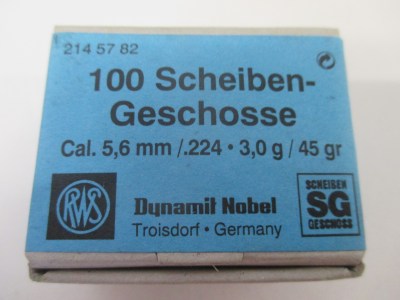 214 57 82
100 Scheiben-
Geschosse
Cal. 5,6 mm /.224 • 3,0 g / 45 gr
RWS
Dynamit Nobel
Troisdorf • Germany
SCHEIBEN
SG
GESCHOSS